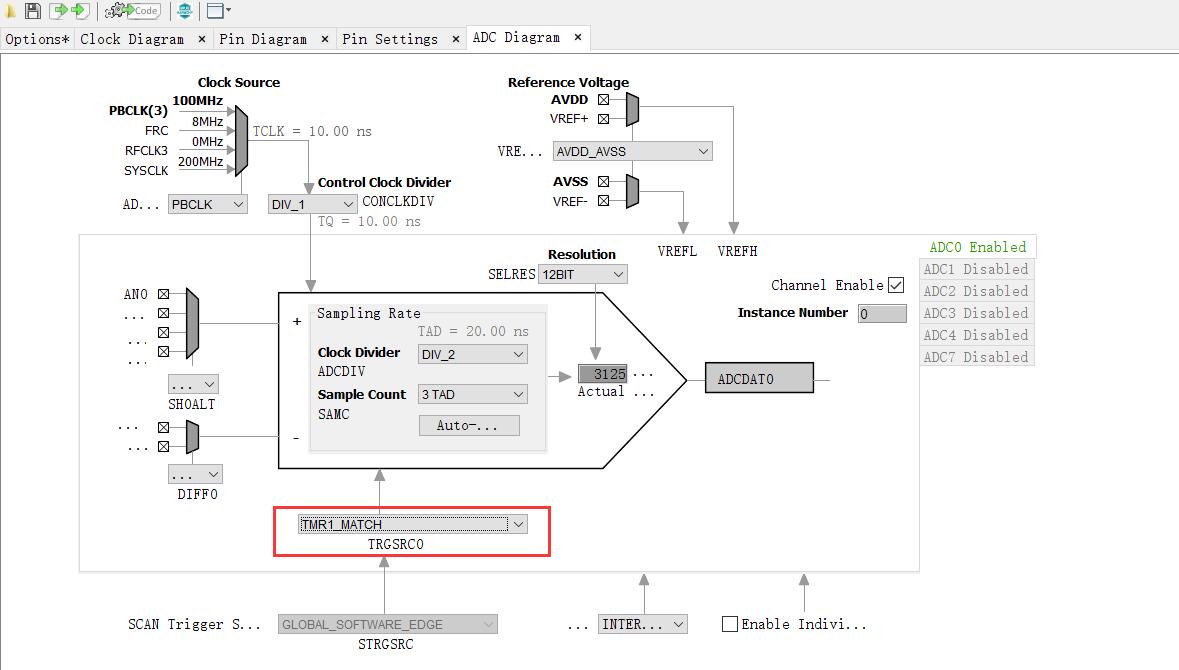 Code
Options* Clock Diagram × Pin Diagram × Pin Settings × ADC Diagram ×
Clock Source
Reference Voltage
PBCLK(3) 100MHz
FRC 8MHz
RFCLK3 0MHz
SYSCLK 200MHz
TCLK = 10.00 ns
AVDD
VREF+
VRE... AVDD_AVSS
AVSS
VREF-
AD... PBCLK
Control Clock Divider
DIV_1 CONCLKDIV
TQ = 10.00 ns
VREFL VREFH
ADC0 Enabled
ADC1 Disabled
ADC2 Disabled
ADC3 Disabled
ADC4 Disabled
ADC7 Disabled
Resolution
SELRES 12BIT
Channel Enable
Instance Number 0
AN0
...
...
...
...
SH0ALT
+
Sampling Rate
TAD = 20.00 ns
Clock Divider DIV_2
ADCDIV
Sample Count 3 TAD
SAMC
Auto-...
3125 ...
Actual ...
ADCDAT0
...
...
-
...
DIFF0
TMR1_MATCH
TRGSRC0
SCAN Trigger S... GLOBAL_SOFTWARE_EDGE
STRGSRC
... INTER...
Enable Indivi...